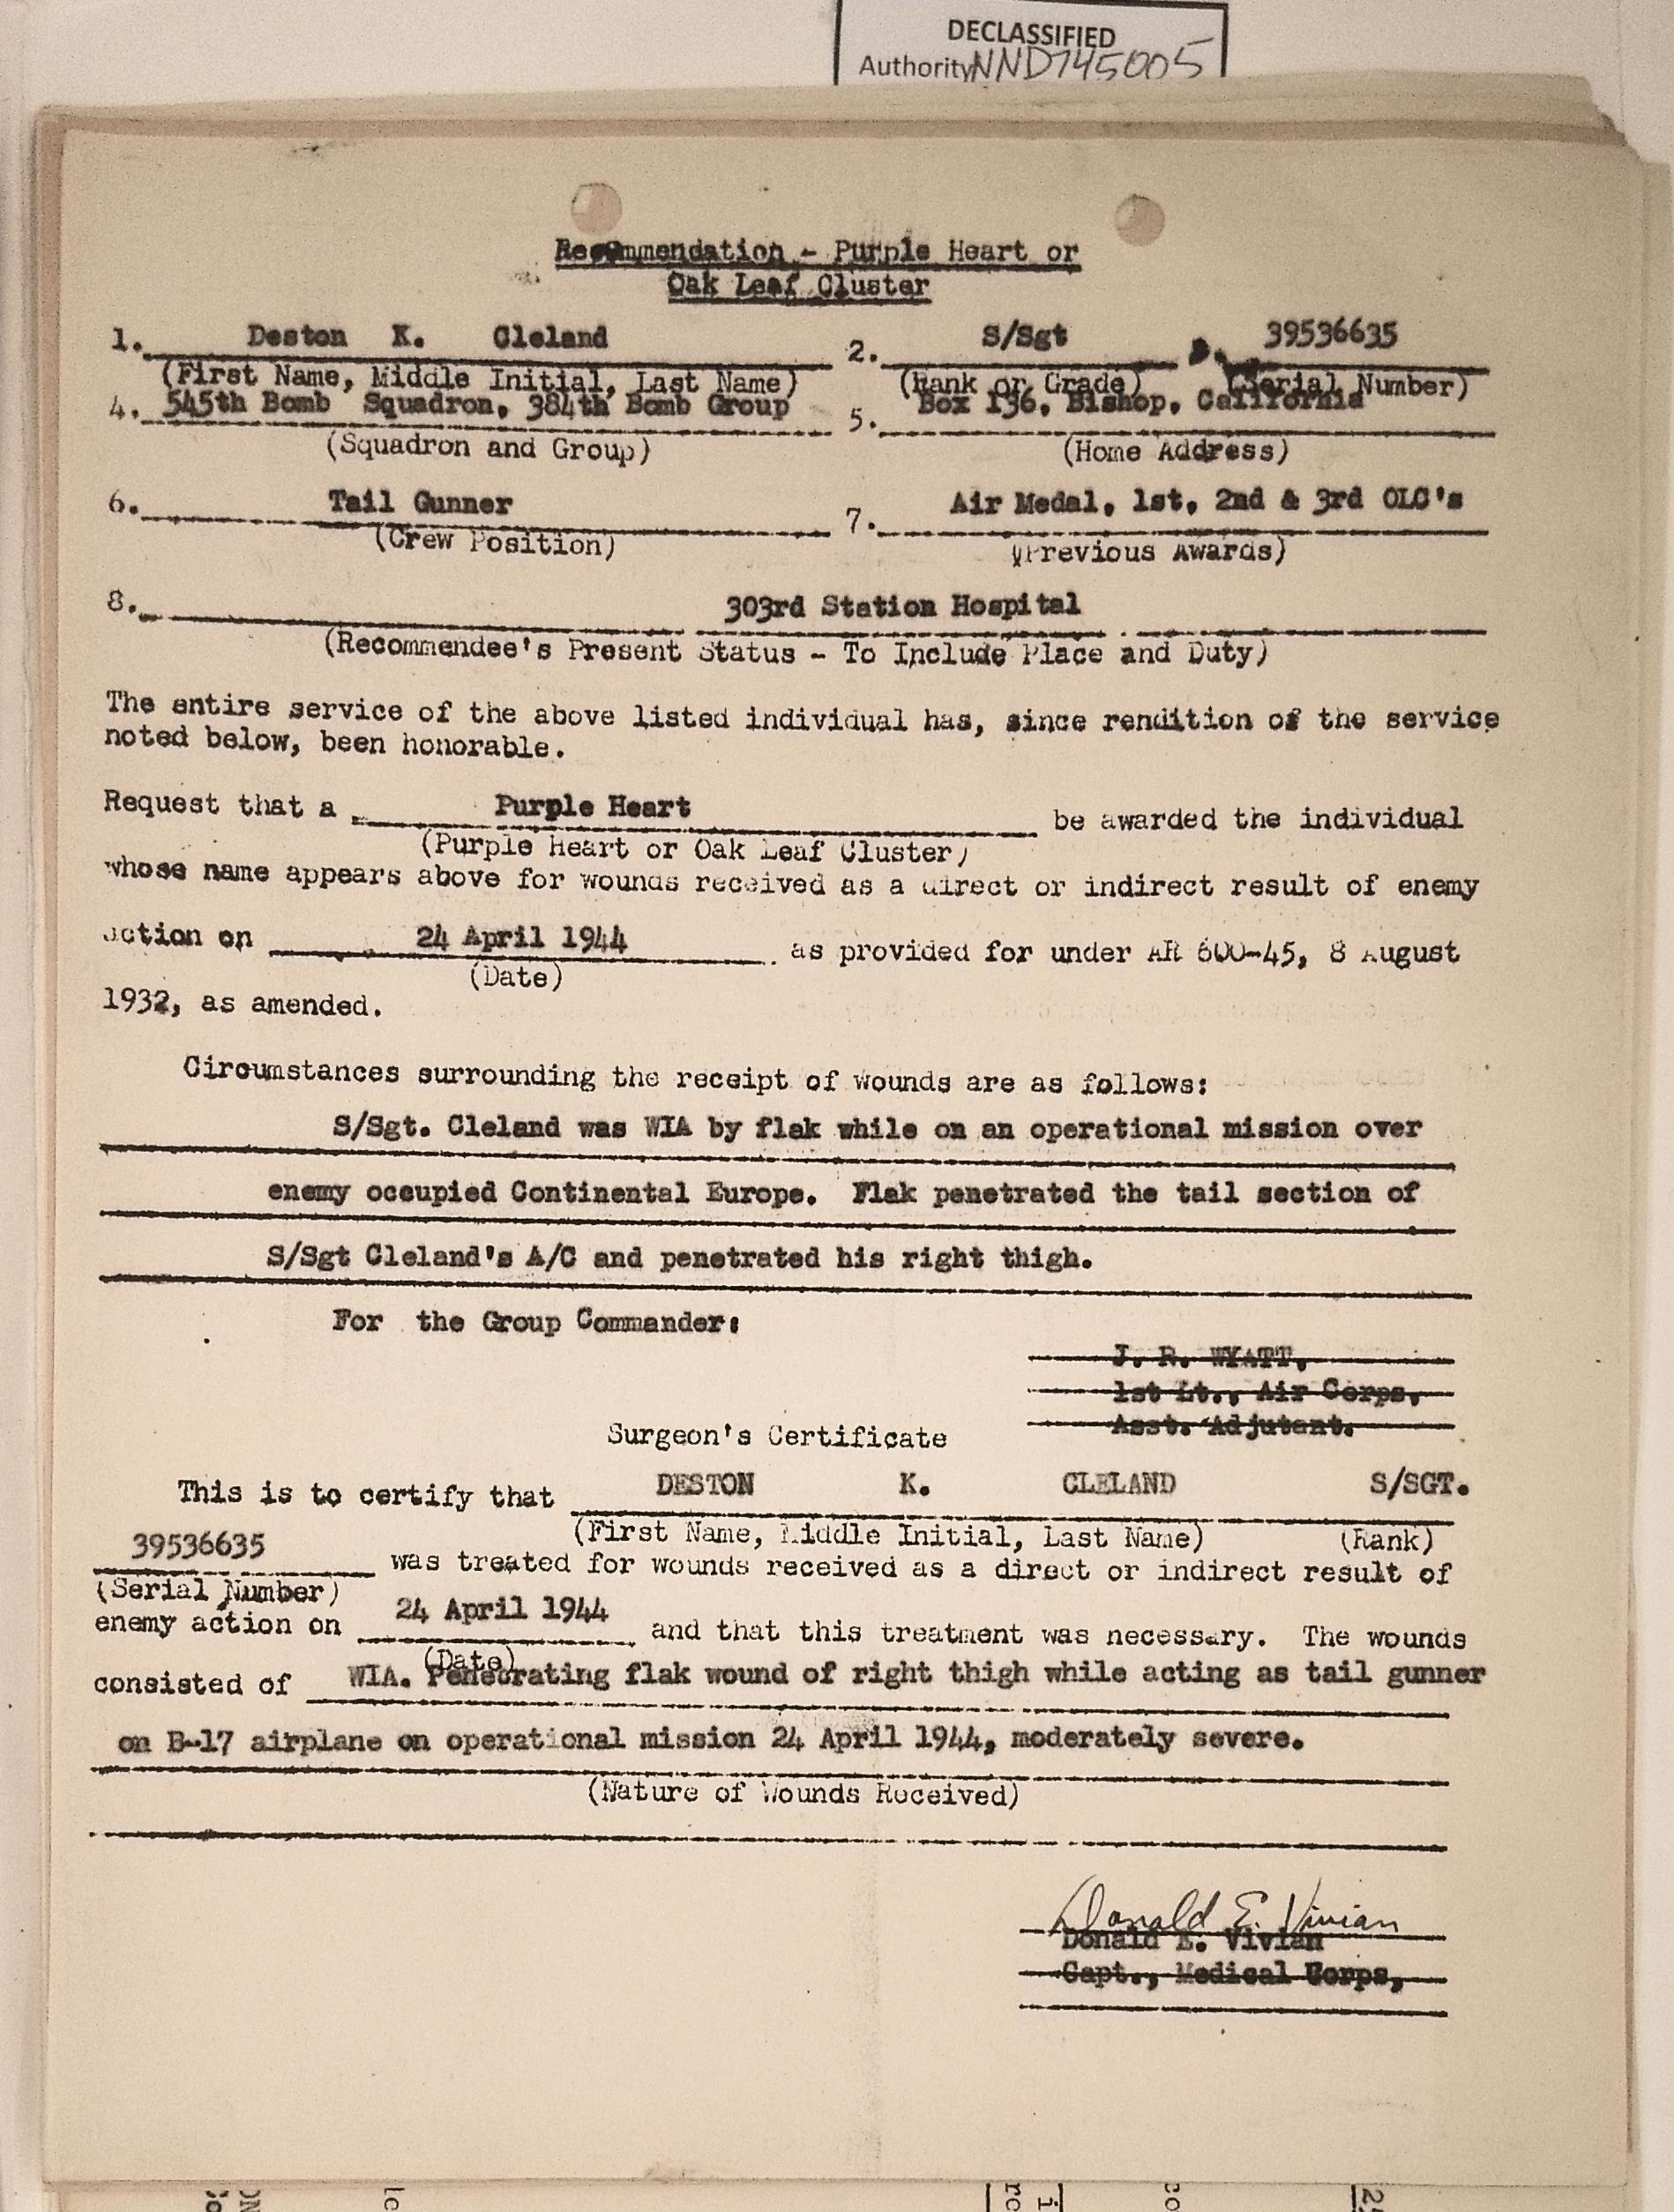 DECLASSIFIED
Authority NND745005
Recommendation - Purple Heart or
Oak Leaf Cluster
1. Deston K. Cleland 2. S/Sgt 3. 39536635
(First Name, Middle Initial, Last Name) (Rank or Grade) (Serial Number)
4. 545th Bomb Squadron, 384th Bomb Group 5. Box 136, Bishop, California
(Squadron and Group) (Home Address)
6. Tail Gunner 7. Air Medal, 1st, 2nd & 3rd OLC's
(Crew Position) (Previous Awards)
8. 303rd Station Hospital
(Recommendee's Present Status - To Include Place and Duty)
The entire service of the above listed individual has, since rendition of the service
noted below, been honorable.
Request that a Purple Heart be awarded the individual
(Purple Heart or Oak Leaf Cluster)
whose name appears above for wounds received as a direct or indirect result of enemy
action on 24 April 1944 as provided for under AR 600-45, 8 August
(Date)
1932, as amended.
Circumstances surrounding the receipt of wounds are as follows:
S/Sgt. Cleland was WIA by flak while on an operational mission over
enemy occupied Continental Europe. Flak penetrated the tail section of
S/Sgt Cleland's A/C and penetrated his right thigh.
For the Group Commander:
J. R. WYATT,
1st Lt., Air Corps,
Asst. Adjutant.
Surgeon's Certificate
This is to certify that DESTON K. CLELAND S/SGT.
(First Name, Middle Initial, Last Name) (Rank)
39536635 was treated for wounds received as a direct or indirect result of
(Serial Number)
enemy action on 24 April 1944 and that this treatment was necessary. The wounds
(Date)
consisted of WIA. Penetrating flak wound of right thigh while acting as tail gunner
on B-17 airplane on operational mission 24 April 1944, moderately severe.
(Nature of Wounds Received)
Donald E. Vivian
Donald E. Vivian
Capt., Medical Corps,